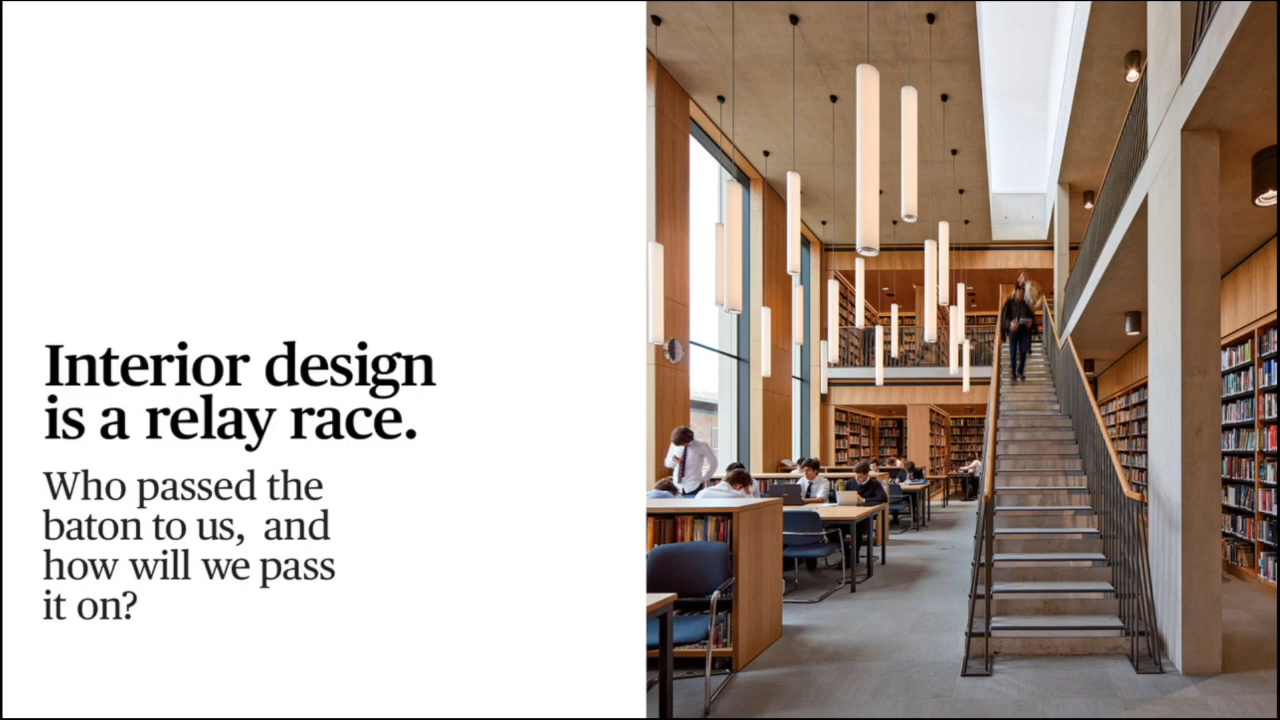 Interior design
is a relay race.
Who passed the
baton to us,  and
how will we pass
it on?